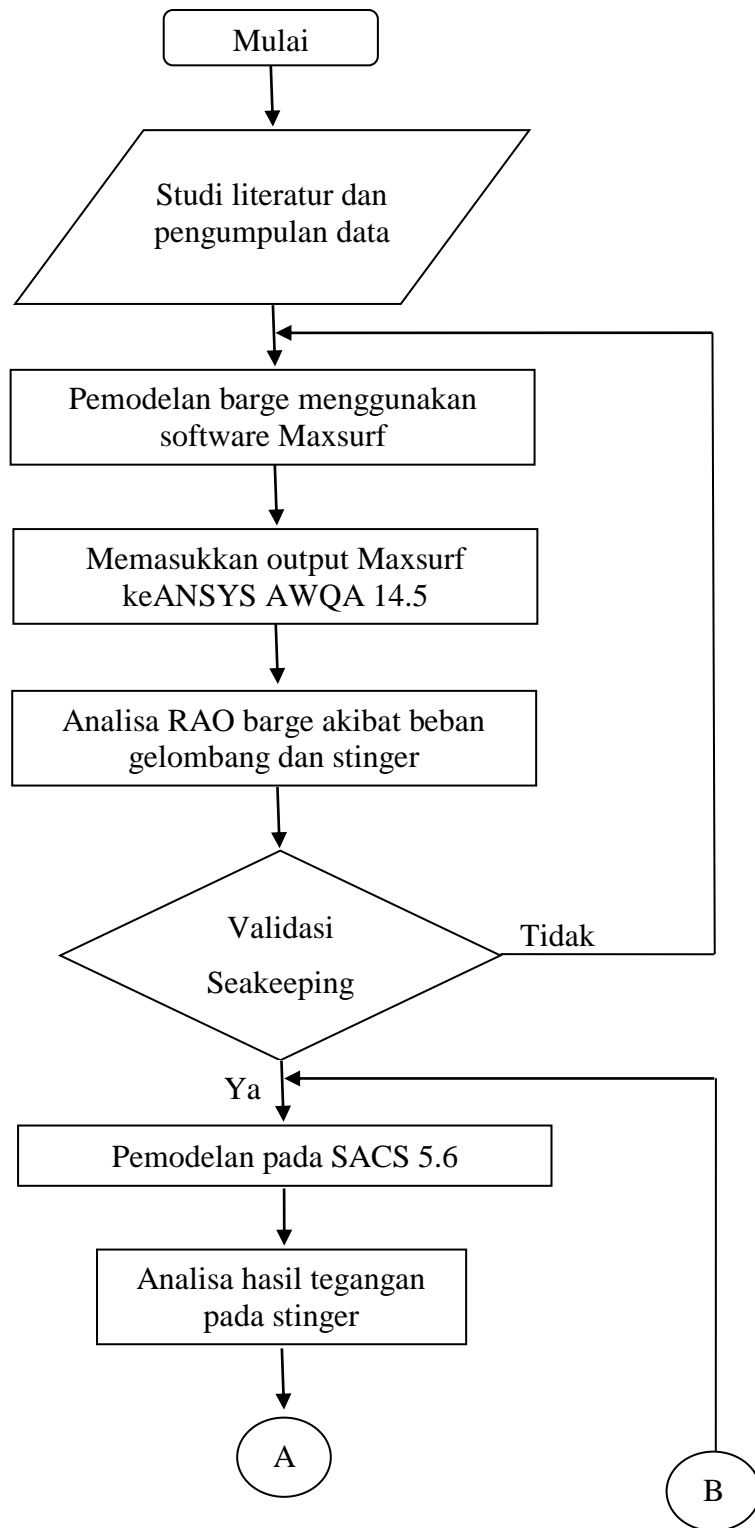 Mulai
Studi literatur dan
pengumpulan data
Pemodelan barge menggunakan
software Maxsurf
Memasukkan output Maxsurf
keANSYS AWQA 14.5
Analisa RAO barge akibat beban
gelombang dan stinger
Validasi
Seakeeping
Tidak
Ya
Pemodelan pada SACS 5.6
Analisa hasil tegangan
pada stinger
A
B